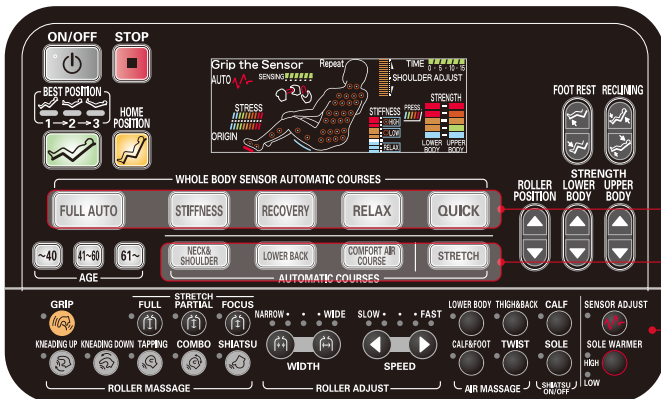 ON/OFF STOP
BEST POSITION
1→2→3
HOME
POSITION
Grip the Sensor Repeat TIME
0 - 5 - 10 - 15
AUTO SENSING SHOULDER ADJUST
STRESS
ORIGIN
STIFFNESS
HIGH
LOW
RELAX
PRESS.
STRENGTH
LOWER
BODY
UPPER
BODY
FOOT REST RECLINING
WHOLE BODY SENSOR AUTOMATIC COURSES
FULL AUTO STIFFNESS RECOVERY RELAX QUICK
ROLLER
POSITION
STRENGTH
LOWER
BODY
UPPER
BODY
~40 41~60 61~
AGE
NECK&
SHOULDER
LOWER BACK
COMFORT AIR
COURSE
STRETCH
AUTOMATIC COURSES
GRIP
STRETCH
FULL PARTIAL FOCUS
KNEADING UP KNEADING DOWN TAPPING COMBO SHIATSU
ROLLER MASSAGE
NARROW • • • WIDE
WIDTH
SLOW • • • FAST
SPEED
ROLLER ADJUST
LOWER BODY THIGH&BACK CALF
CALF&FOOT TWIST SOLE
AIR MASSAGE
SHIATSU
ON/OFF
SENSOR ADJUST
SOLE WARMER
HIGH
LOW